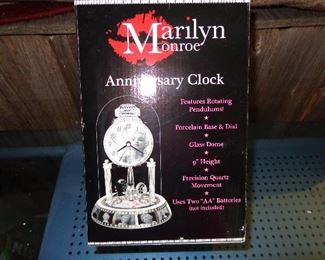 Marilyn
Monroe
Anniversary Clock
Features Rotating
Pendulums!
Porcelain Base & Dial
Glass Dome
9" Height
Precision Quartz
Movement
Uses Two "AA" Batteries
(not included)